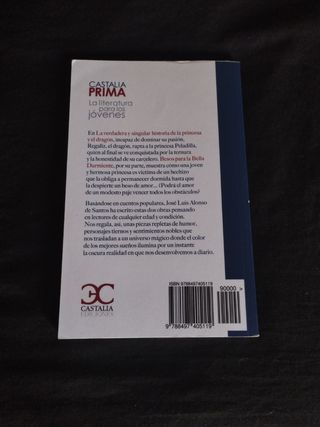 CASTALIA
PRIMA
La literatura
para los
jóvenes
En La verdadera y singular historia de la princesa
y el dragón, incapaz de dominar su pasión,
Regaliz, el dragón, rapta a la princesa Peladilla,
quien al final se ve conquistada por la ternura
y la honestidad de su carcelero. Besos para la Bella
Durmiente, por su parte, muestra cómo una joven
y hermosa princesa es víctima de un hechizo
que la obliga a permanecer dormida hasta que
la despierte un beso de amor... ¿Podrá el amor
de un modesto paje vencer todos los obstáculos?
Basándose en cuentos populares, José Luis Alonso
de Santos ha escrito estas dos obras pensando
en lectores de cualquier edad y condición.
Nos regala, así, unas piezas repletas de humor,
personajes tiernos y sentimientos nobles que
nos trasladan a un universo mágico donde el color
de los mejores sueños ilumina por un instante
la oscura realidad en que nos desenvolvemos a diario.
ISBN 9788497405119
90000 >
9 788497 405119
CASTALIA
EDICIONES